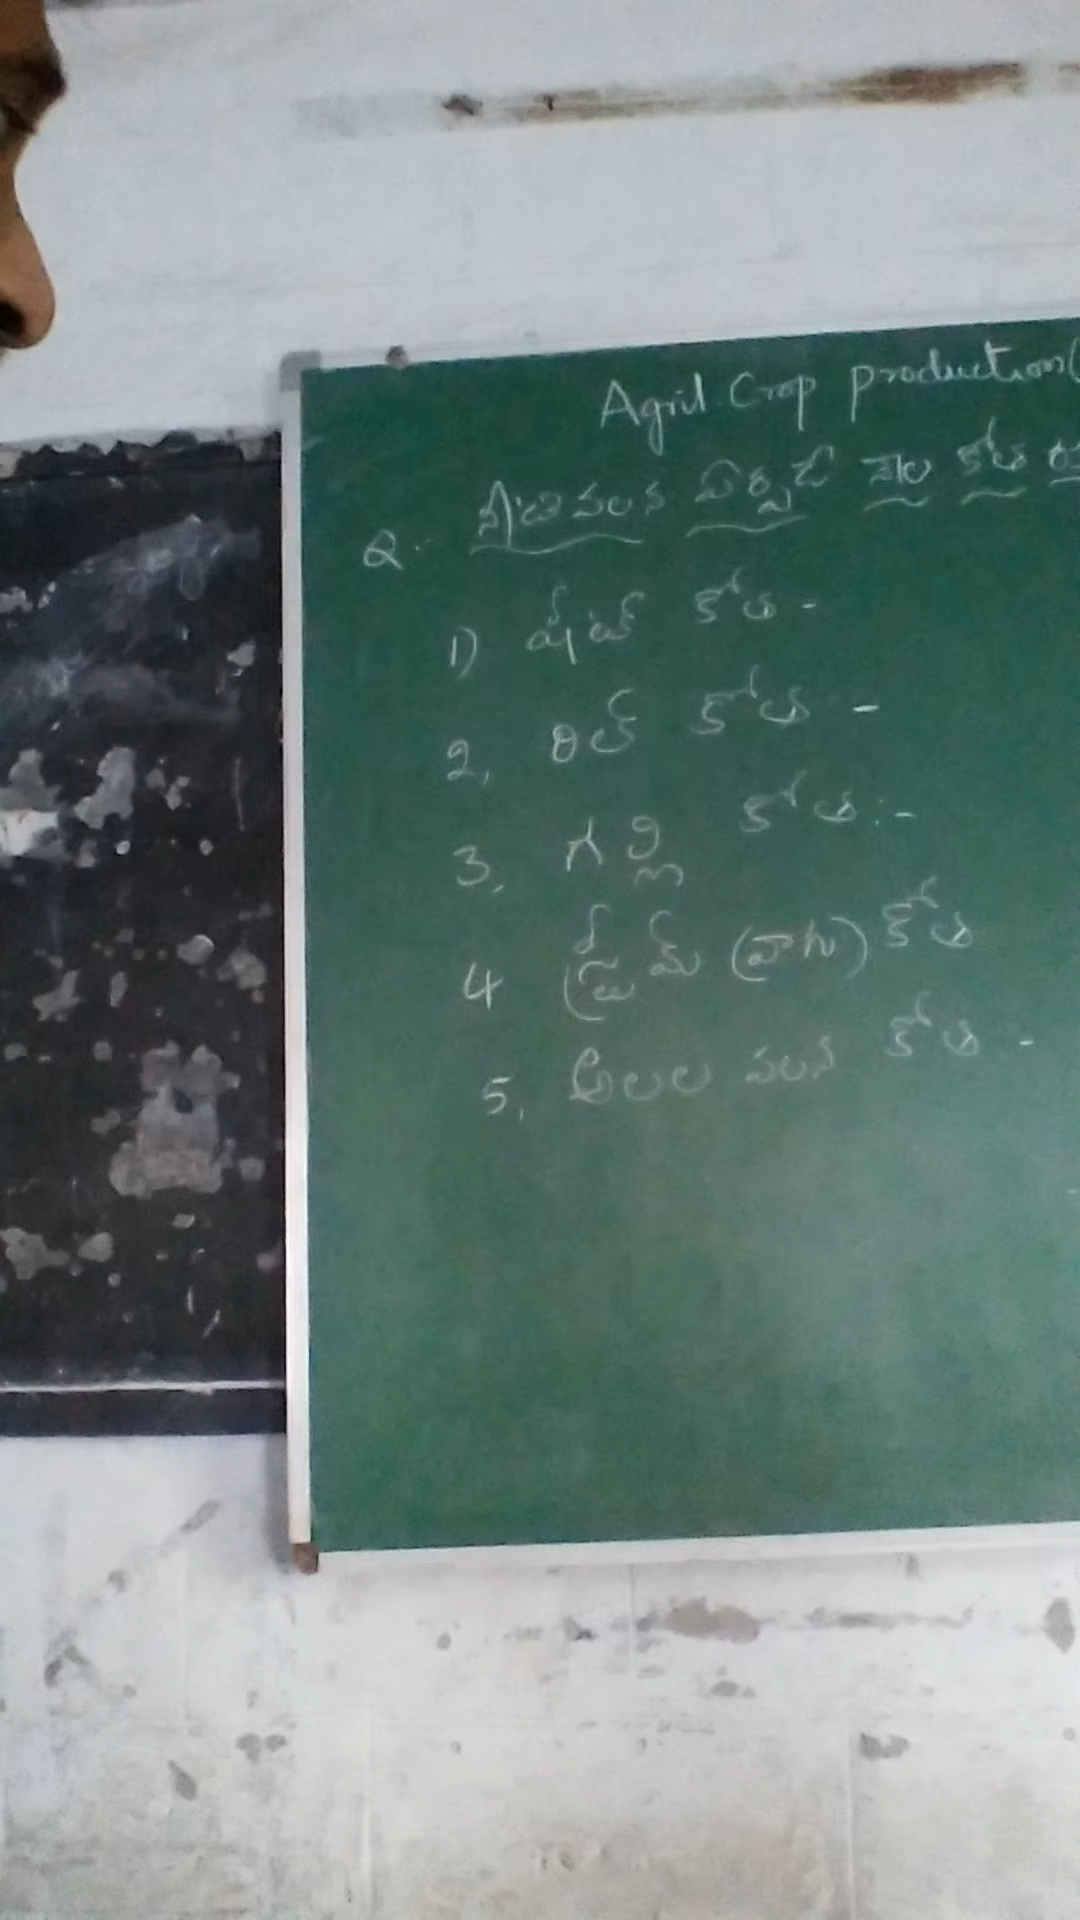 Agril. Crop production(
Q. నీటి వలన ఏర్పడే నేల కోత
1) షీట్ కోత -
2, రిల్ కోత -
3, గల్లి కోత :-
4 స్ట్రీమ్ (వాగు) కోత
5, అలల వలన కోత -